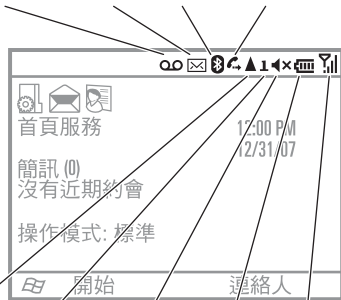 1
首頁服務
12:00 PM
12/31/07
簡訊 (0)
沒有近期約會
操作模式: 標準
開始
連絡人